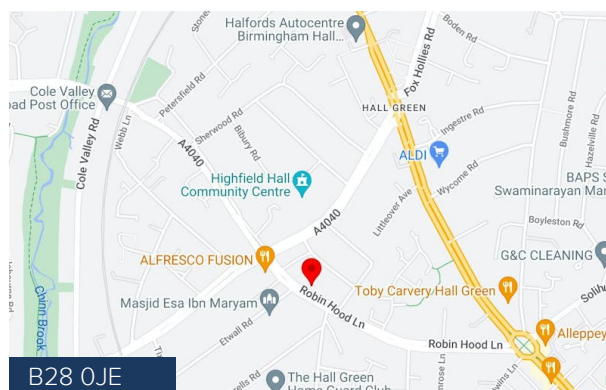 Halfords Autocentre
Birmingham Hall...
Boden Rd
Cole Valley
oad Post Office
Petersfield Rd
Fox Hollies Rd
HALL GREEN
Webb Ln
Cole Valley Rd
A4040
Sherwood Rd
Bibury Rd
Ingestre Rd
Bushmore Rd
Hazelville Rd
ALDI
Wycome Rd
BAPS S
Swaminarayan Man
Highfield Hall
Community Centre
Littleover Ave
A4040
Boyleston Rd
ALFRESCO FUSION
G&C CLEANING
Toby Carvery Hall Green
Robin Hood Ln
Masjid Esa Ibn Maryam
Chinn Brook
Etwall Rd
Alleppey
Robin Hood Ln
The Hall Green
Home Guard Club
B28 0JE